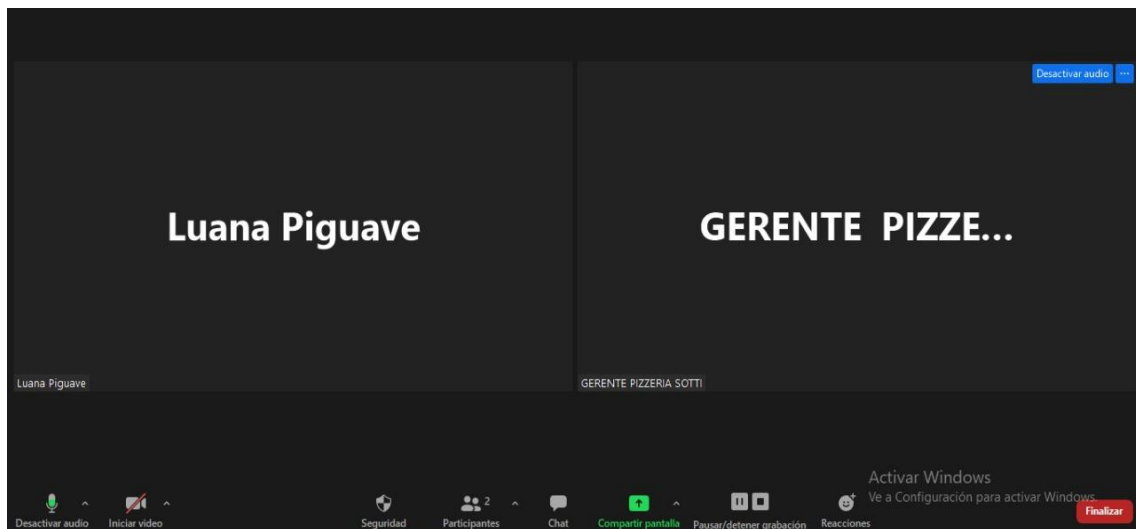 Desactivar audio ...
Luana Piguave
GERENTE PIZZE...
Luana Piguave
GERENTE PIZZERIA SOTTI
Activar Windows
Ve a Configuración para activar Windows.
Desactivar audio
Iniciar video
Seguridad
Participantes 2
Chat
Compartir pantalla
Pausar/detener grabación
Reacciones
Finalizar